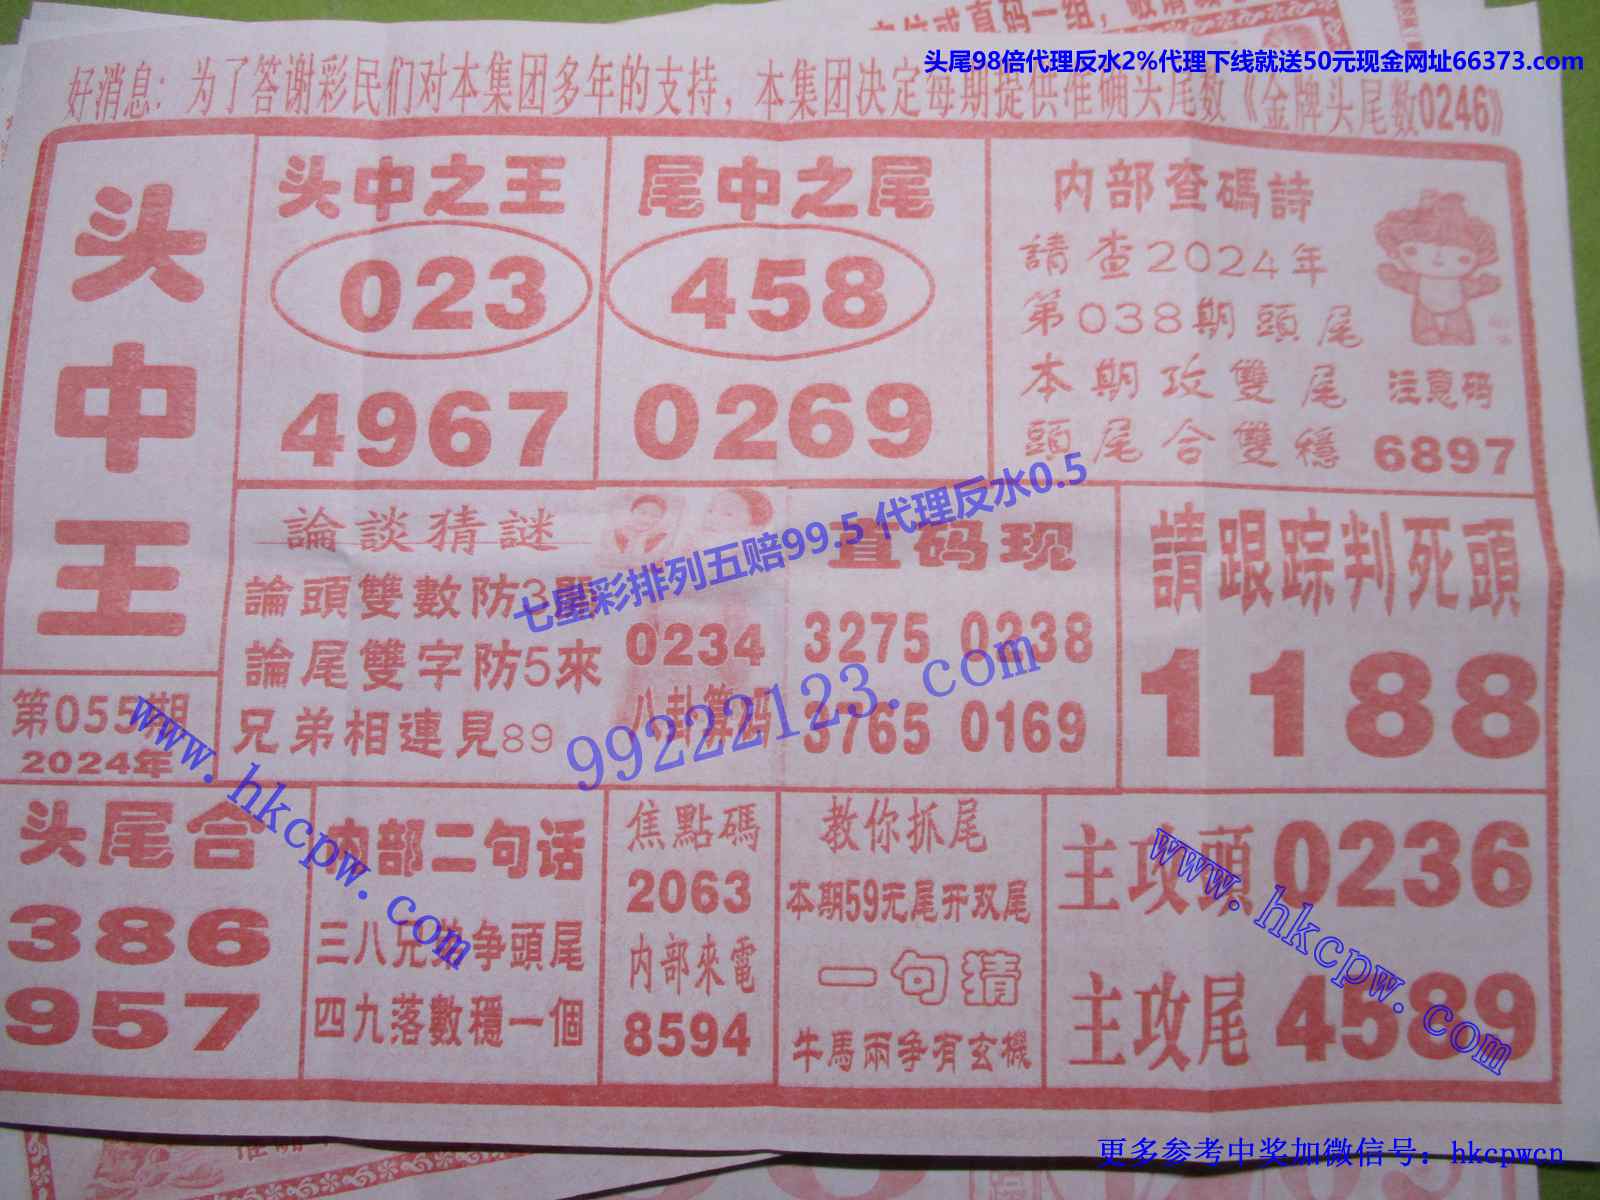 头尾98倍代理反水2%代理下线就送50元现金网址66373.com
好消息：为了答谢彩民们对本集团多年的支持，本集团决定每期提供准确头尾数《金牌头尾数0246》
头中王
第055期
2024年
头中之王
023
4967
尾中之尾
458
0269
内部查碼詩
請查2024年
第038期頭尾
本期攻雙尾
頭尾合雙穩
注意码
6897
論談猜謎
論頭雙數防3開
論尾雙字防5來
兄弟相連見89
0234
八卦算码
直码现
3275 0238
3765 0169
請跟踪判死頭
1188
七星彩排列五赔99.5 代理反水0.5
99222123.com
www.hkcpw.com
头尾合
386
957
内部二句话
三八兄弟争頭尾
四九落數穩一個
焦點碼
2063
内部來電
8594
教你抓尾
本期59元尾开双尾
一句猜
牛馬兩争有玄機
主攻頭0236
主攻尾4589
www.hkcpw.com
更多参考中奖加微信号：hkcpwcn